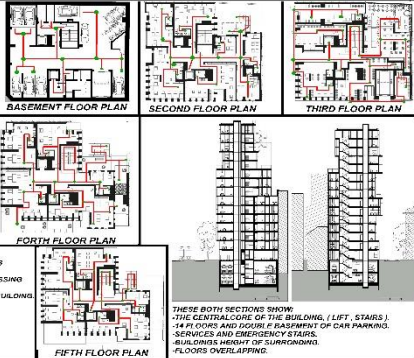 BASEMENT FLOOR PLAN
SECOND FLOOR PLAN
THIRD FLOOR PLAN
FORTH FLOOR PLAN
SSING
UILDING.
FIFTH FLOOR PLAN
THESE BOTH SECTIONS SHOW:
-THE CENTRALCORE OF THE BUILDING, ( LIFT , STAIRS ).
-14 FLOORS AND DOUBLE BASEMENT OF CAR PARKING.
-SERVICES AND EMERGENCY STAIRS.
-BUILDINGS HEIGHT OF SURRONDING.
-FLOORS OVERLAPPING.